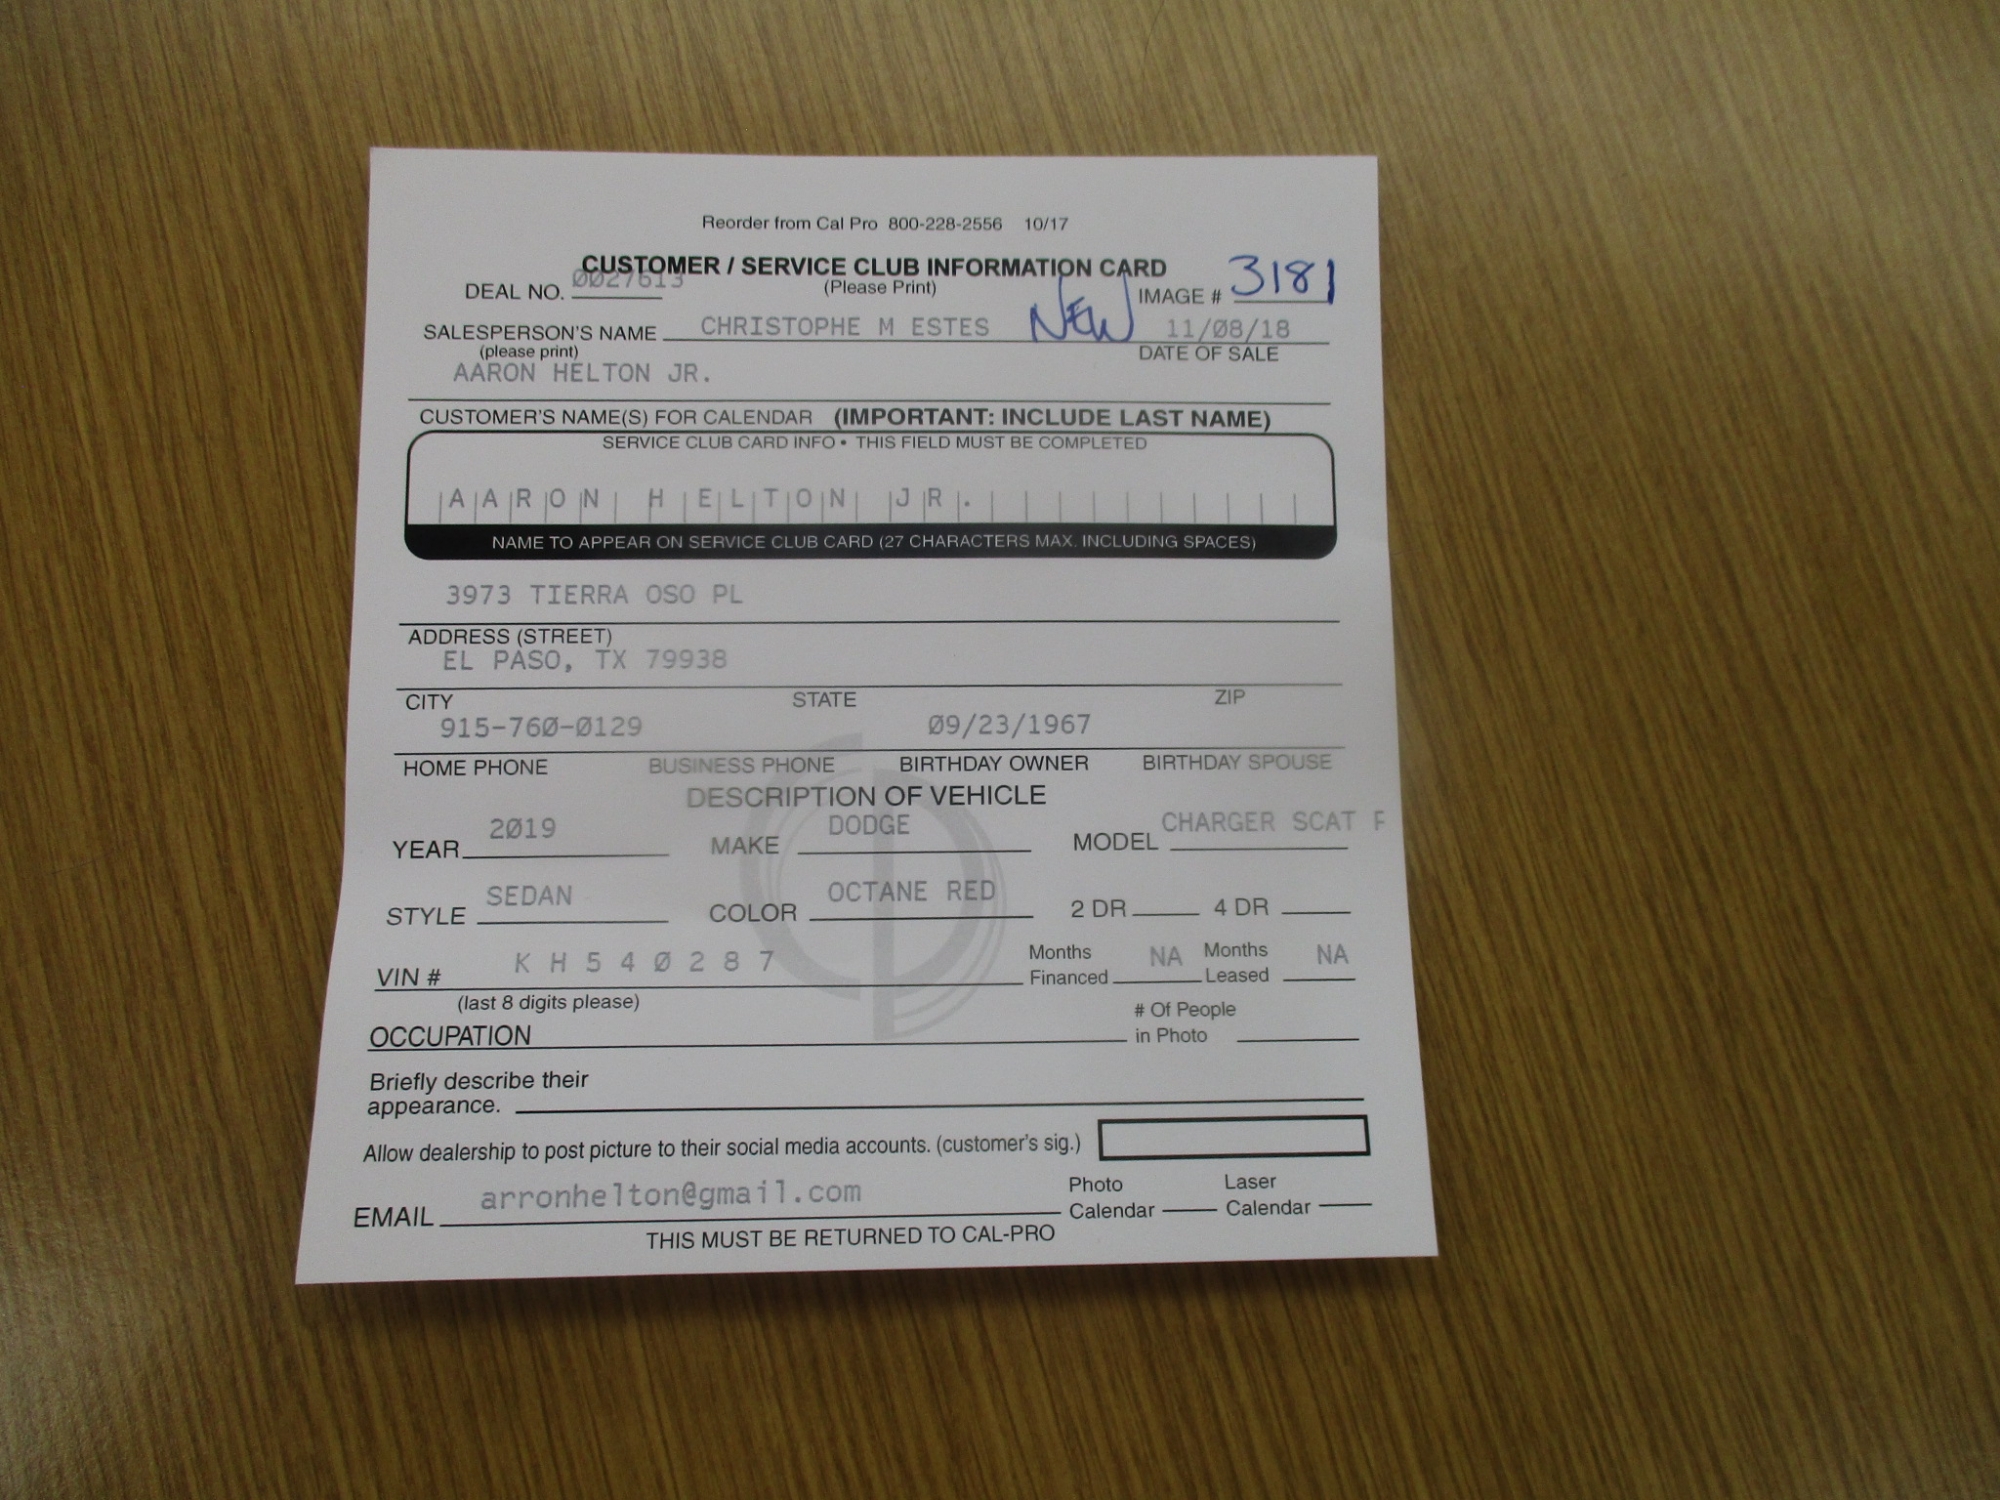 Reorder from Cal Pro 800-228-2556 10/17
CUSTOMER / SERVICE CLUB INFORMATION CARD
DEAL NO. 0027613 (Please Print) IMAGE # 3181
SALESPERSON'S NAME CHRISTOPHE M ESTES NEW 11/08/18
(please print) DATE OF SALE
AARON HELTON JR.
CUSTOMER'S NAME(S) FOR CALENDAR (IMPORTANT: INCLUDE LAST NAME)
SERVICE CLUB CARD INFO • THIS FIELD MUST BE COMPLETED
AARON HELTON JR.
NAME TO APPEAR ON SERVICE CLUB CARD (27 CHARACTERS MAX. INCLUDING SPACES)
3973 TIERRA OSO PL
ADDRESS (STREET)
EL PASO, TX 79938
CITY STATE ZIP
915-760-0129 09/23/1967
HOME PHONE BUSINESS PHONE BIRTHDAY OWNER BIRTHDAY SPOUSE
DESCRIPTION OF VEHICLE
YEAR 2019 MAKE DODGE MODEL CHARGER SCAT
STYLE SEDAN COLOR OCTANE RED 2 DR 4 DR
VIN # KH540287 Months Financed NA Months Leased NA
(last 8 digits please)
OCCUPATION # Of People in Photo
Briefly describe their
appearance.
Allow dealership to post picture to their social media accounts. (customer's sig.)
EMAIL arronhelton@gmail.com Photo Calendar Laser Calendar
THIS MUST BE RETURNED TO CAL-PRO